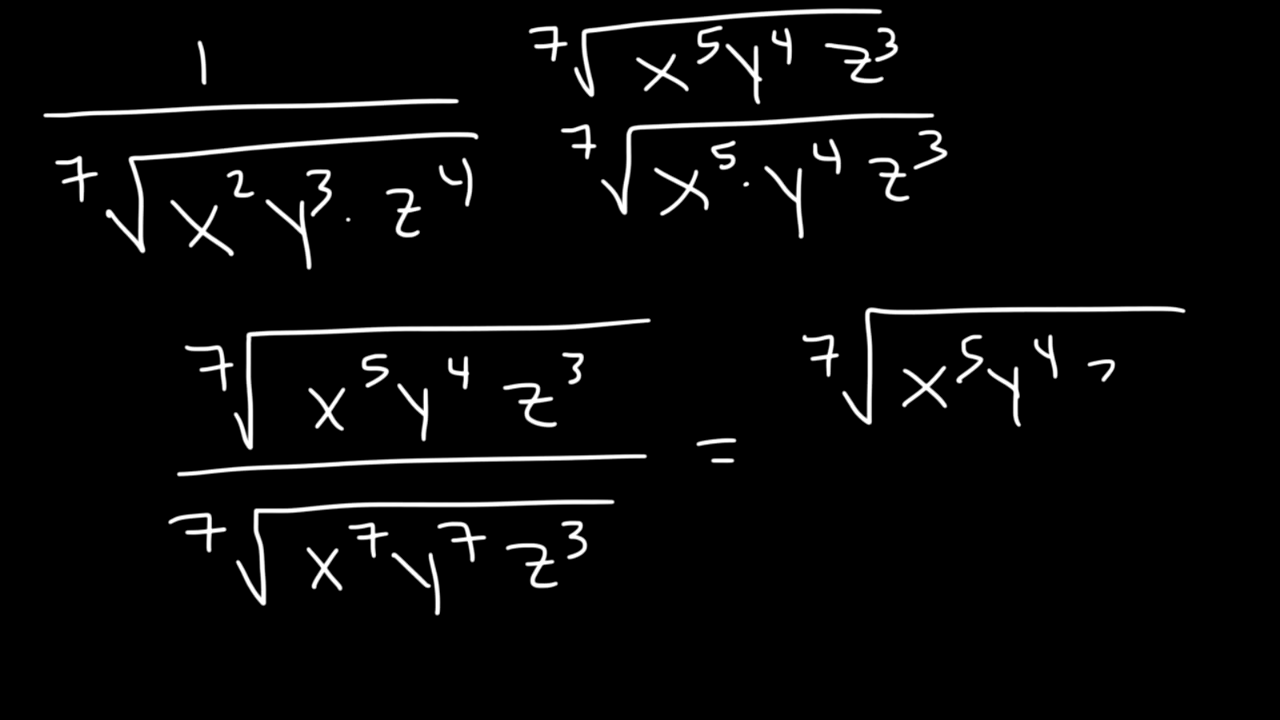 1 / ⁷√(x²y³·z⁴) ⁷√(x⁵y⁴z³) / ⁷√(x⁵·y⁴z³)
⁷√(x⁵y⁴z³) / ⁷√(x⁷y⁷z³) = ⁷√(x⁵y⁴